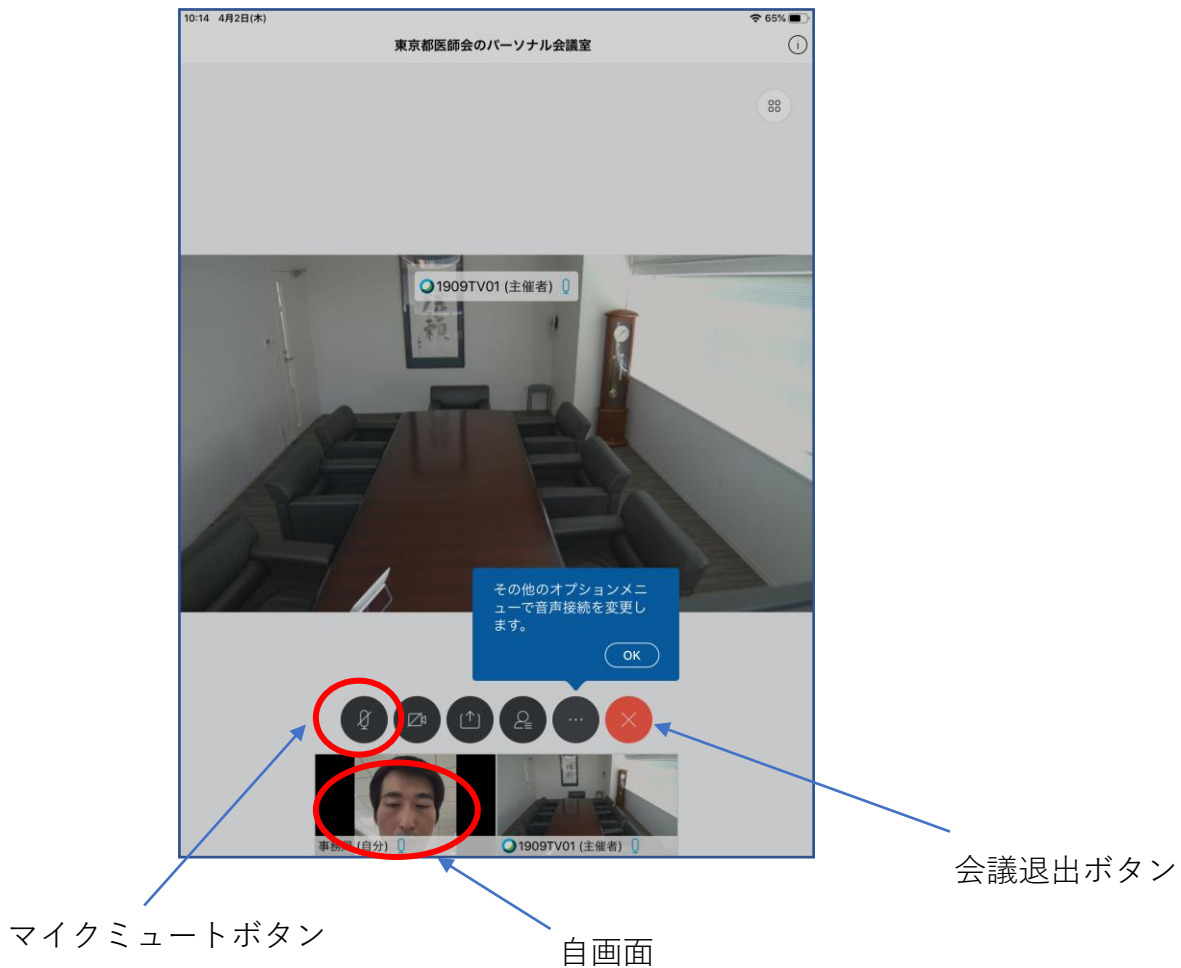 10:14 4月2日(木)
65%
東京都医師会のパーソナル会議室
1909TV01 (主催者)
その他のオプションメニ
ューで音声接続を変更し
ます。
OK
(自分)
1909TV01 (主催者)
会議退出ボタン
マイクミュートボタン
自画面